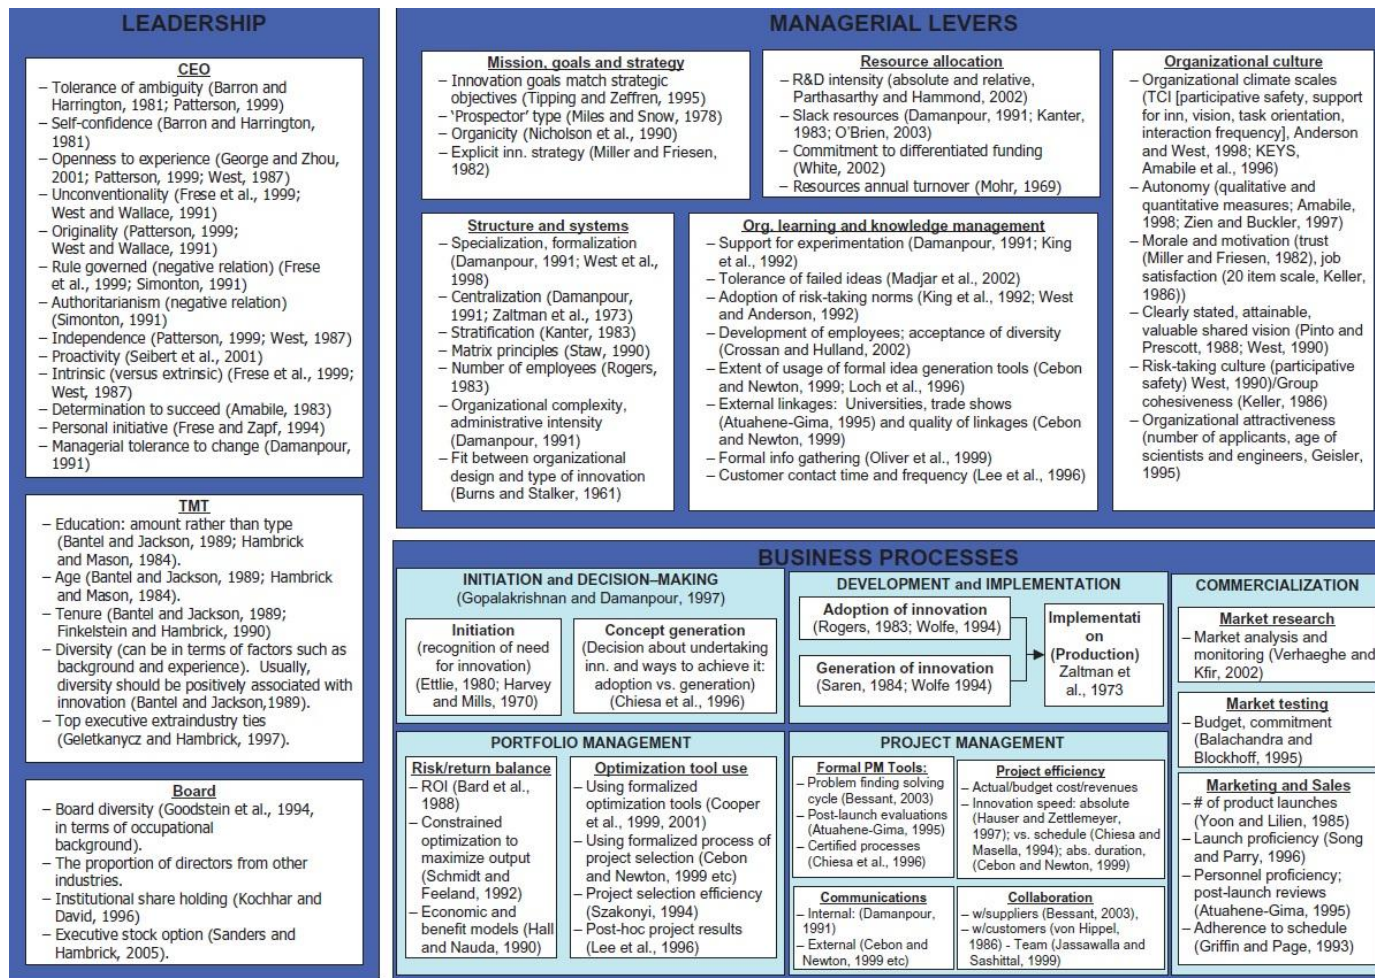 LEADERSHIP
CEO
– Tolerance of ambiguity (Barron and
Harrington, 1981; Patterson, 1999)
– Self-confidence (Barron and Harrington,
1981)
– Openness to experience (George and Zhou,
2001; Patterson, 1999; West, 1987)
– Unconventionality (Frese et al., 1999;
West and Wallace, 1991)
– Originality (Patterson, 1999;
West and Wallace, 1991)
– Rule governed (negative relation) (Frese
et al., 1999; Simonton, 1991)
– Authoritarianism (negative relation)
(Simonton, 1991)
– Independence (Patterson, 1999; West, 1987)
– Proactivity (Seibert et al., 2001)
– Intrinsic (versus extrinsic) (Frese et al., 1999;
West, 1987)
– Determination to succeed (Amabile, 1983)
– Personal initiative (Frese and Zapf, 1994)
– Managerial tolerance to change (Damanpour,
1991)
TMT
– Education: amount rather than type
(Bantel and Jackson, 1989; Hambrick
and Mason, 1984).
– Age (Bantel and Jackson, 1989; Hambrick
and Mason, 1984).
– Tenure (Bantel and Jackson, 1989;
Finkelstein and Hambrick, 1990)
– Diversity (can be in terms of factors such as
background and experience). Usually,
diversity should be positively associated with
innovation (Bantel and Jackson,1989).
– Top executive extraindustry ties
(Geletkanycz and Hambrick, 1997).
Board
– Board diversity (Goodstein et al., 1994,
in terms of occupational
background).
– The proportion of directors from other
industries.
– Institutional share holding (Kochhar and
David, 1996)
– Executive stock option (Sanders and
Hambrick, 2005).
MANAGERIAL LEVERS
Mission, goals and strategy
– Innovation goals match strategic
objectives (Tipping and Zeffren, 1995)
– ‘Prospector’ type (Miles and Snow, 1978
– Organicity (Nicholson et al., 1990)
– Explicit inn. strategy (Miller and Friesen,
1982)
Resource allocation
– R&D intensity (absolute and relative,
Parthasarthy and Hammond, 2002)
– Slack resources (Damanpour, 1991; Kanter,
1983; O’Brien, 2003)
– Commitment to differentiated funding
(White, 2002)
– Resources annual turnover (Mohr, 1969)
Organizational culture
– Organizational climate scales
(TCI [participative safety, support
for inn, vision, task orientation,
interaction frequency], Anderson
and West, 1998; KEYS,
Amabile et al., 1996)
– Autonomy (qualitative and
quantitative measures; Amabile,
1998; Zien and Buckler, 1997)
– Morale and motivation (trust
(Miller and Friesen, 1982), job
satisfaction (20 item scale, Keller,
1986))
– Clearly stated, attainable,
valuable shared vision (Pinto and
Prescott, 1988; West, 1990)
– Risk-taking culture (participative
safety) West, 1990)/Group
cohesiveness (Keller, 1986)
– Organizational attractiveness
(number of applicants, age of
scientists and engineers, Geisler,
1995)
Structure and systems
– Specialization, formalization
(Damanpour, 1991; West et al.,
1998)
– Centralization (Damanpour,
1991; Zaltman et al., 1973)
– Stratification (Kanter, 1983)
– Matrix principles (Staw, 1990)
– Number of employees (Rogers,
1983)
– Organizational complexity,
administrative intensity
(Damanpour, 1991)
– Fit between organizational
design and type of innovation
(Burns and Stalker, 1961)
Org, learning and knowledge management
– Support for experimentation (Damanpour, 1991; King
et al., 1992)
– Tolerance of failed ideas (Madjar et al., 2002)
– Adoption of risk-taking norms (King et al., 1992; West
and Anderson, 1992)
– Development of employees; acceptance of diversity
(Crossan and Hulland, 2002)
– Extent of usage of formal idea generation tools (Cebon
and Newton, 1999; Loch et al., 1996)
– External linkages: Universities, trade shows
(Atuahene-Gima, 1995) and quality of linkages (Cebon
and Newton, 1999)
– Formal info gathering (Oliver et al., 1999)
– Customer contact time and frequency (Lee et al., 1996)
BUSINESS PROCESSES
INITIATION and DECISION–MAKING
(Gopalakrishnan and Damanpour, 1997)
Initiation
(recognition of need
for innovation)
(Ettlie, 1980; Harvey
and Mills, 1970)
Concept generation
(Decision about undertaking
inn. and ways to achieve it:
adoption vs. generation)
(Chiesa et al., 1996)
DEVELOPMENT and IMPLEMENTATION
Adoption of innovation
(Rogers, 1983; Wolfe, 1994)
Generation of innovation
(Saren, 1984; Wolfe 1994)
Implementati
on
(Production)
Zaltman et
al., 1973
COMMERCIALIZATION
Market research
– Market analysis and
monitoring (Verhaeghe and
Kfir, 2002)
Market testing
– Budget, commitment
(Balachandra and
Blockhoff, 1995)
Marketing and Sales
– # of product launches
(Yoon and Lilien, 1985)
– Launch proficiency (Song
and Parry, 1996)
– Personnel proficiency;
post-launch reviews
(Atuahene-Gima, 1995)
– Adherence to schedule
(Griffin and Page, 1993)
PORTFOLIO MANAGEMENT
Risk/return balance
– ROI (Bard et al.,
1988)
– Constrained
optimization to
maximize output
(Schmidt and
Feeland, 1992)
– Economic and
benefit models (Hall
and Nauda, 1990)
Optimization tool use
– Using formalized
optimization tools (Cooper
et al., 1999, 2001)
– Using formalized process of
project selection (Cebon
and Newton, 1999 etc)
– Project selection efficiency
(Szakonyi, 1994)
– Post-hoc project results
(Lee et al., 1996)
PROJECT MANAGEMENT
Formal PM Tools:
– Problem finding solving
cycle (Bessant, 2003)
– Post-launch evaluations
(Atuahene-Gima, 1995)
– Certified processes
(Chiesa et al., 1996)
Project efficiency
– Actual/budget cost/revenues
– Innovation speed: absolute
(Hauser and Zettlemeyer,
1997); vs. schedule (Chiesa and
Masella, 1994); abs. duration,
(Cebon and Newton, 1999)
Communications
– Internal: (Damanpour,
1991)
– External (Cebon and
Newton, 1999 etc)
Collaboration
– w/suppliers (Bessant, 2003),
– w/customers (von Hippel,
1986) - Team (Jassawalla and
Sashittal, 1999)